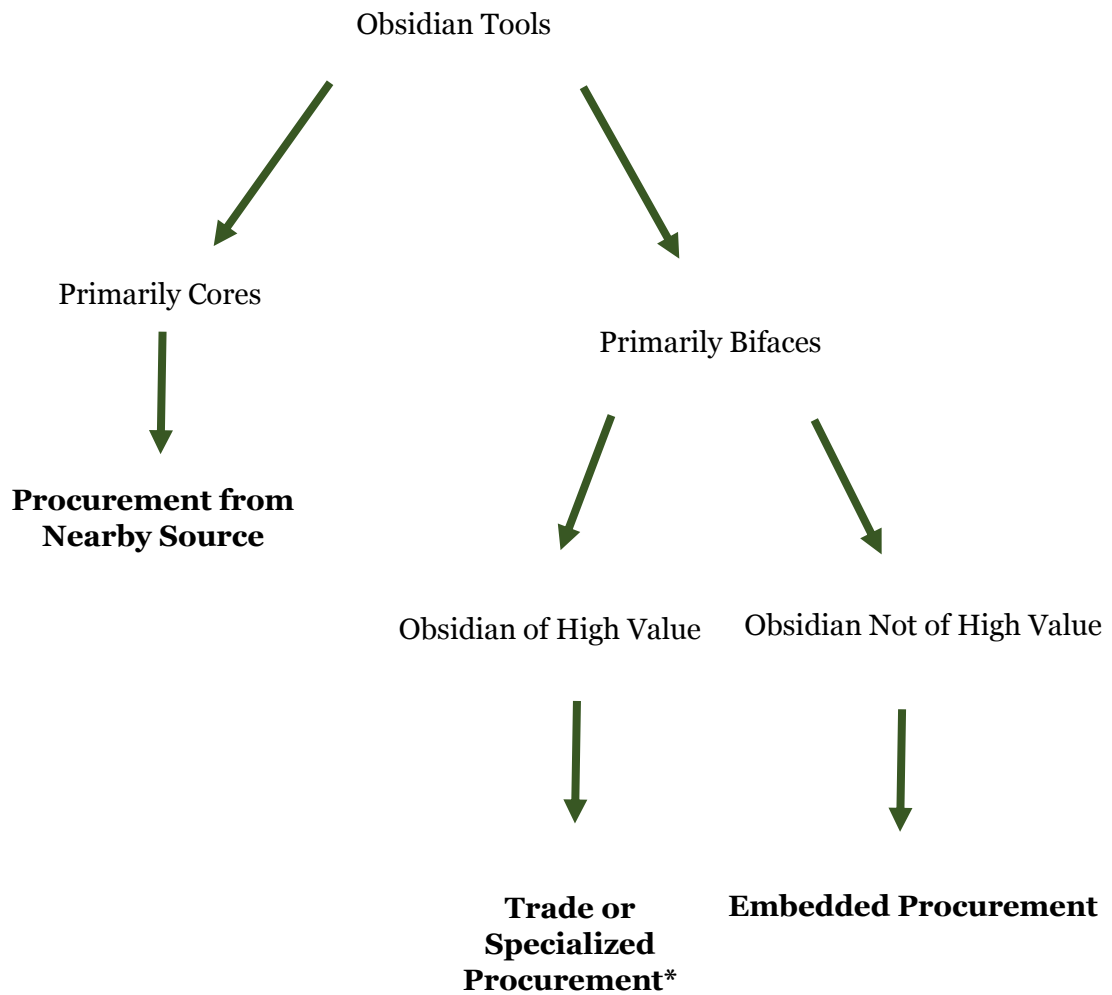 Obsidian Tools
Primarily Cores
Primarily Bifaces
Procurement from
Nearby Source
Obsidian of High Value
Obsidian Not of High Value
Trade or
Specialized
Procurement*
Embedded Procurement